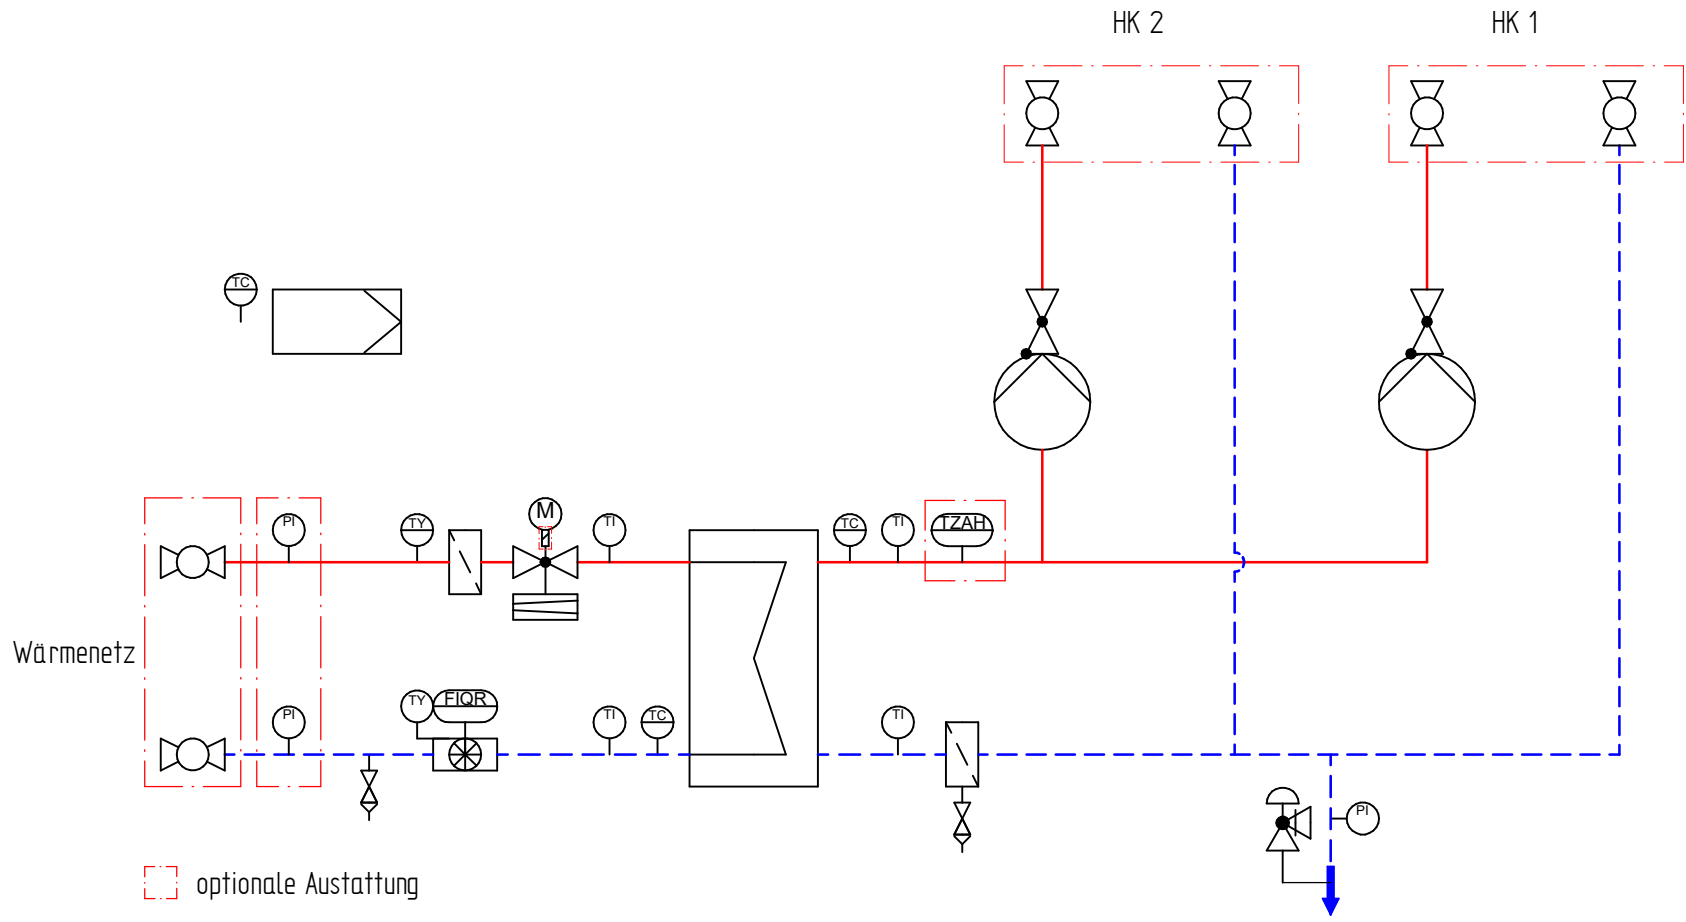 HK 2
HK 1
TC
PI
TY
M
TI
TC
TI
TZAH
Wärmenetz
PI
TY
FIQR
TI
TC
TI
PI
optionale Austattung